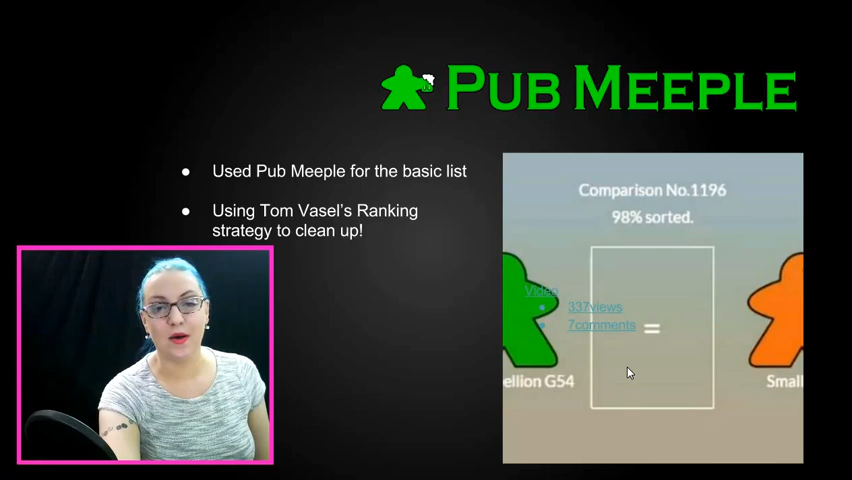 PUB MEEPLE
Used Pub Meeple for the basic list
Using Tom Vasel's Ranking
strategy to clean up!
Comparison No.1196
98% sorted.
Video
337views
7comments
=
ellion G54
Small